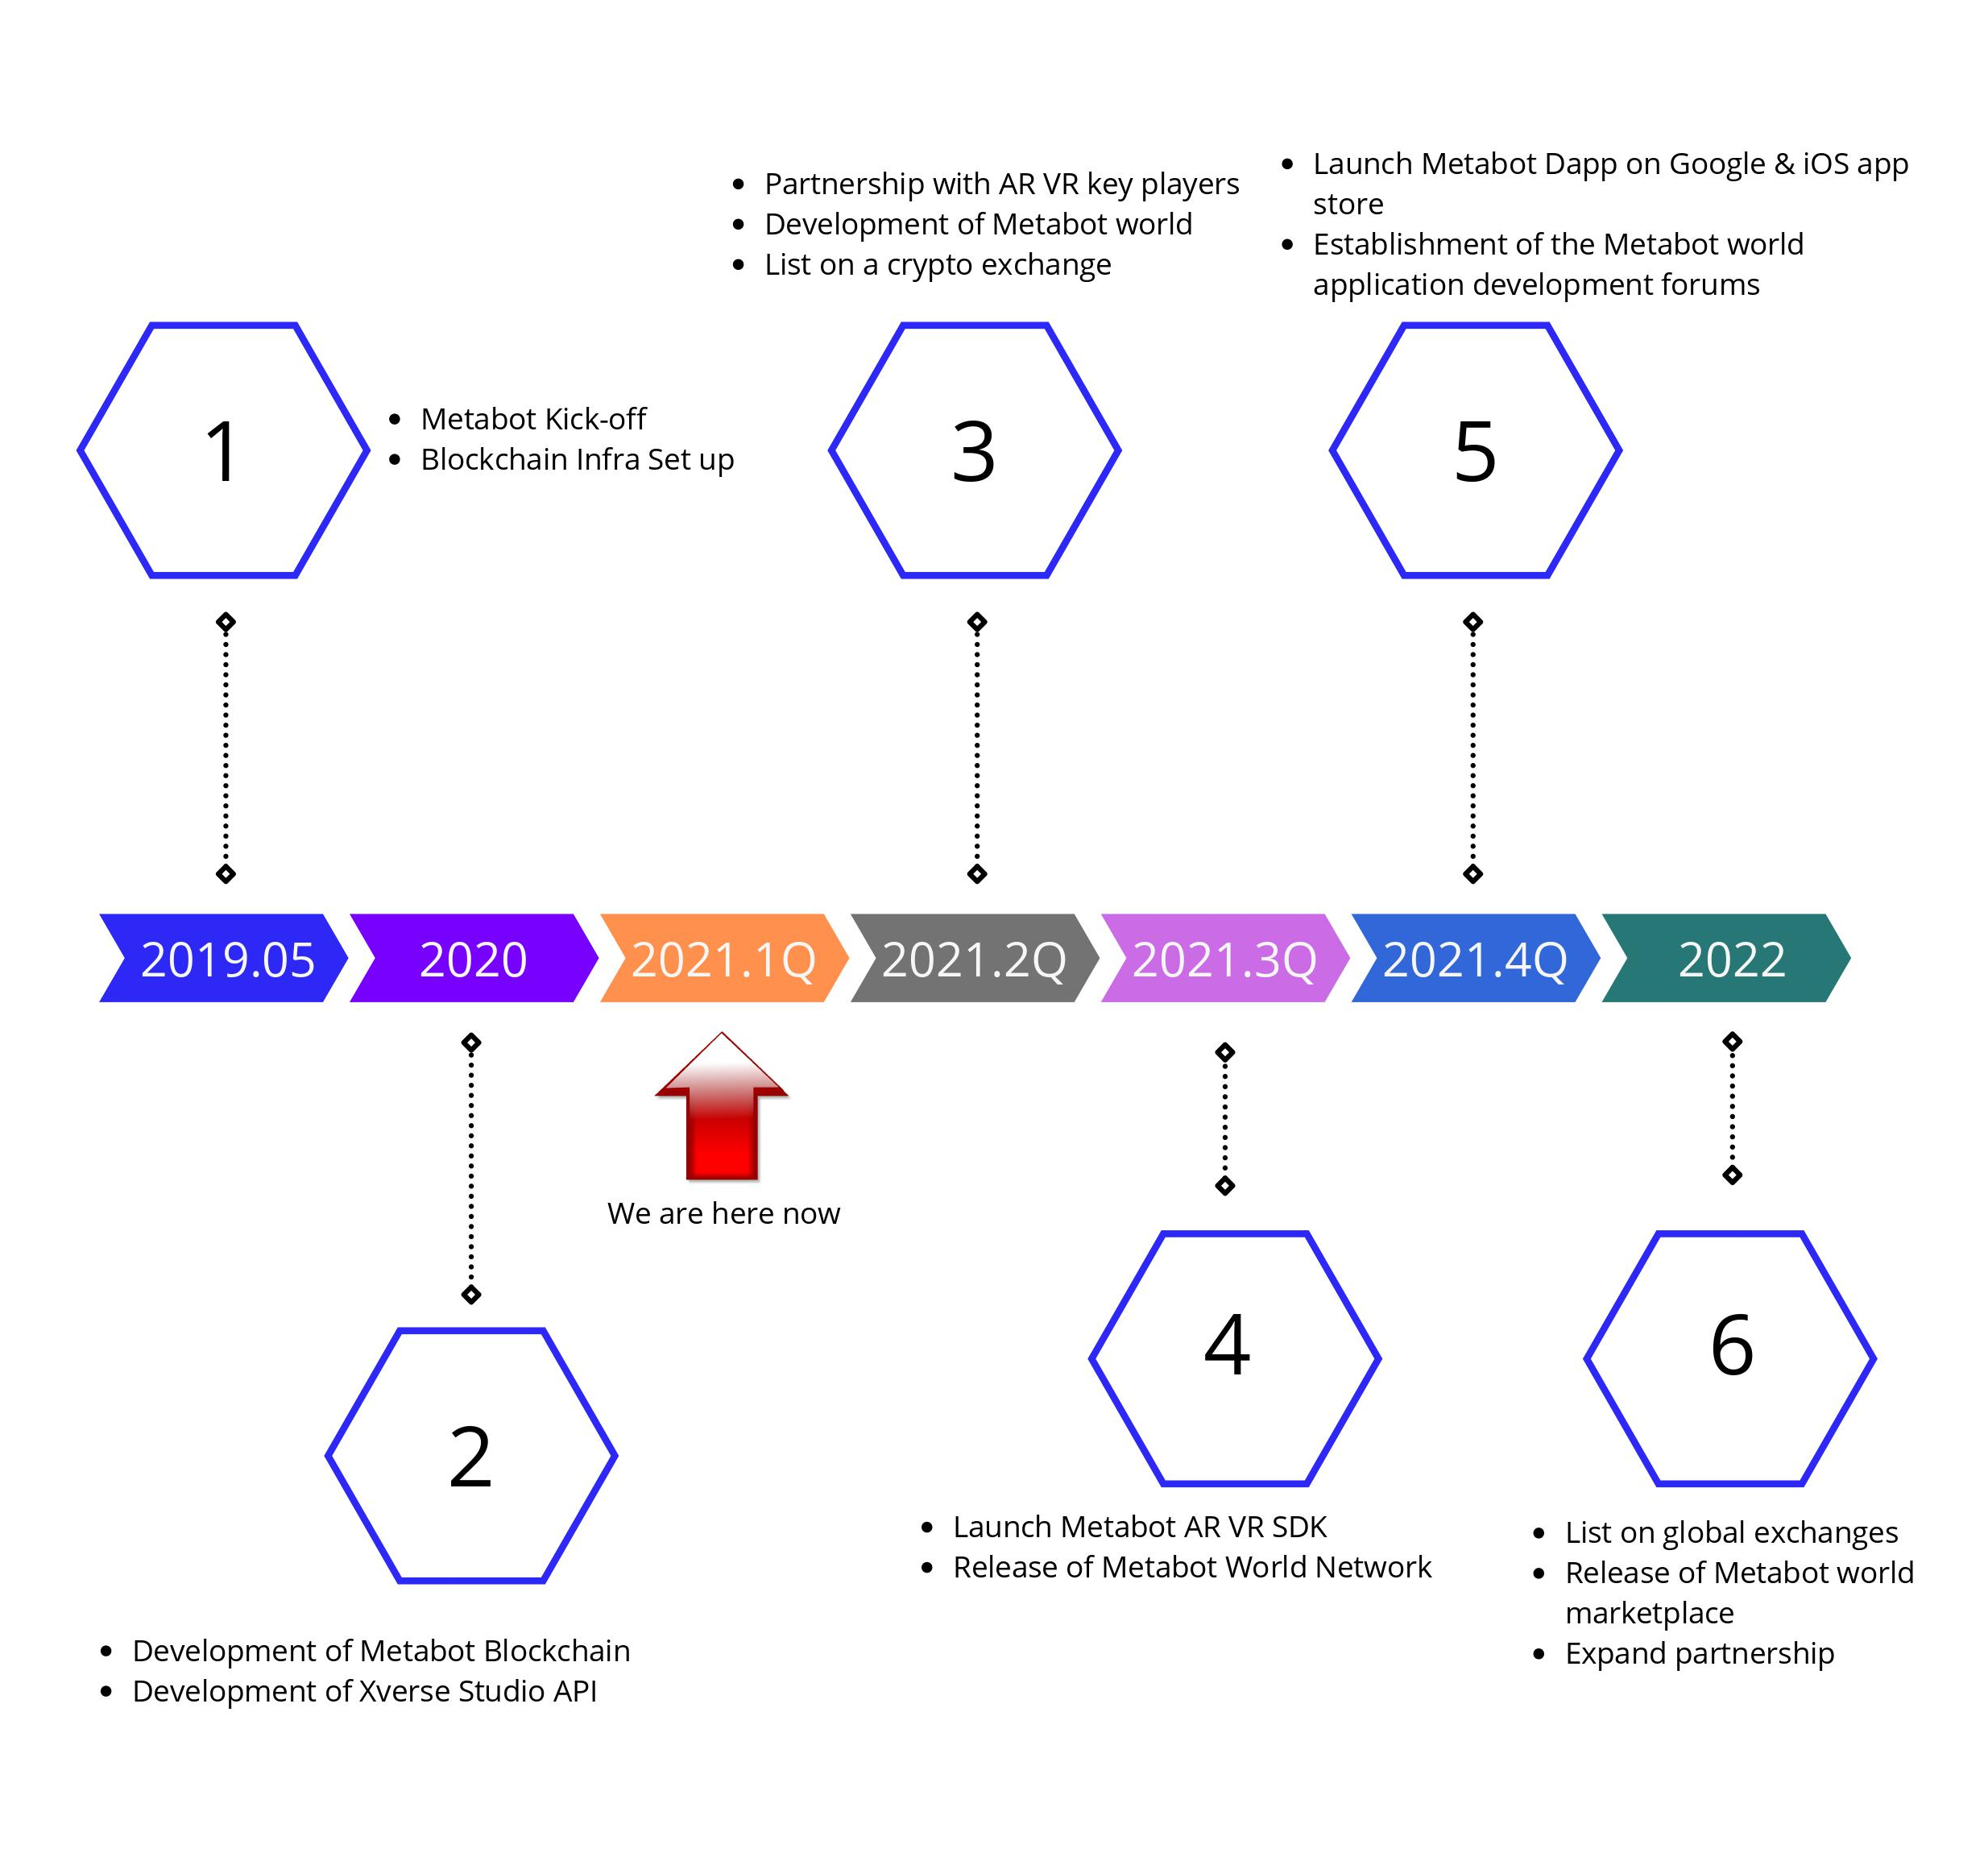 • Partnership with AR VR key players
• Development of Metabot world
• List on a crypto exchange
• Launch Metabot Dapp on Google & iOS app
store
• Establishment of the Metabot world
application development forums
1
• Metabot Kick-off
• Blockchain Infra Set up
3
5
2019.05
2020
2021.1Q
2021.2Q
2021.3Q
2021.4Q
2022
We are here now
2
4
6
• Development of Metabot Blockchain
• Development of Xverse Studio API
• Launch Metabot AR VR SDK
• Release of Metabot World Network
• List on global exchanges
• Release of Metabot world
marketplace
• Expand partnership